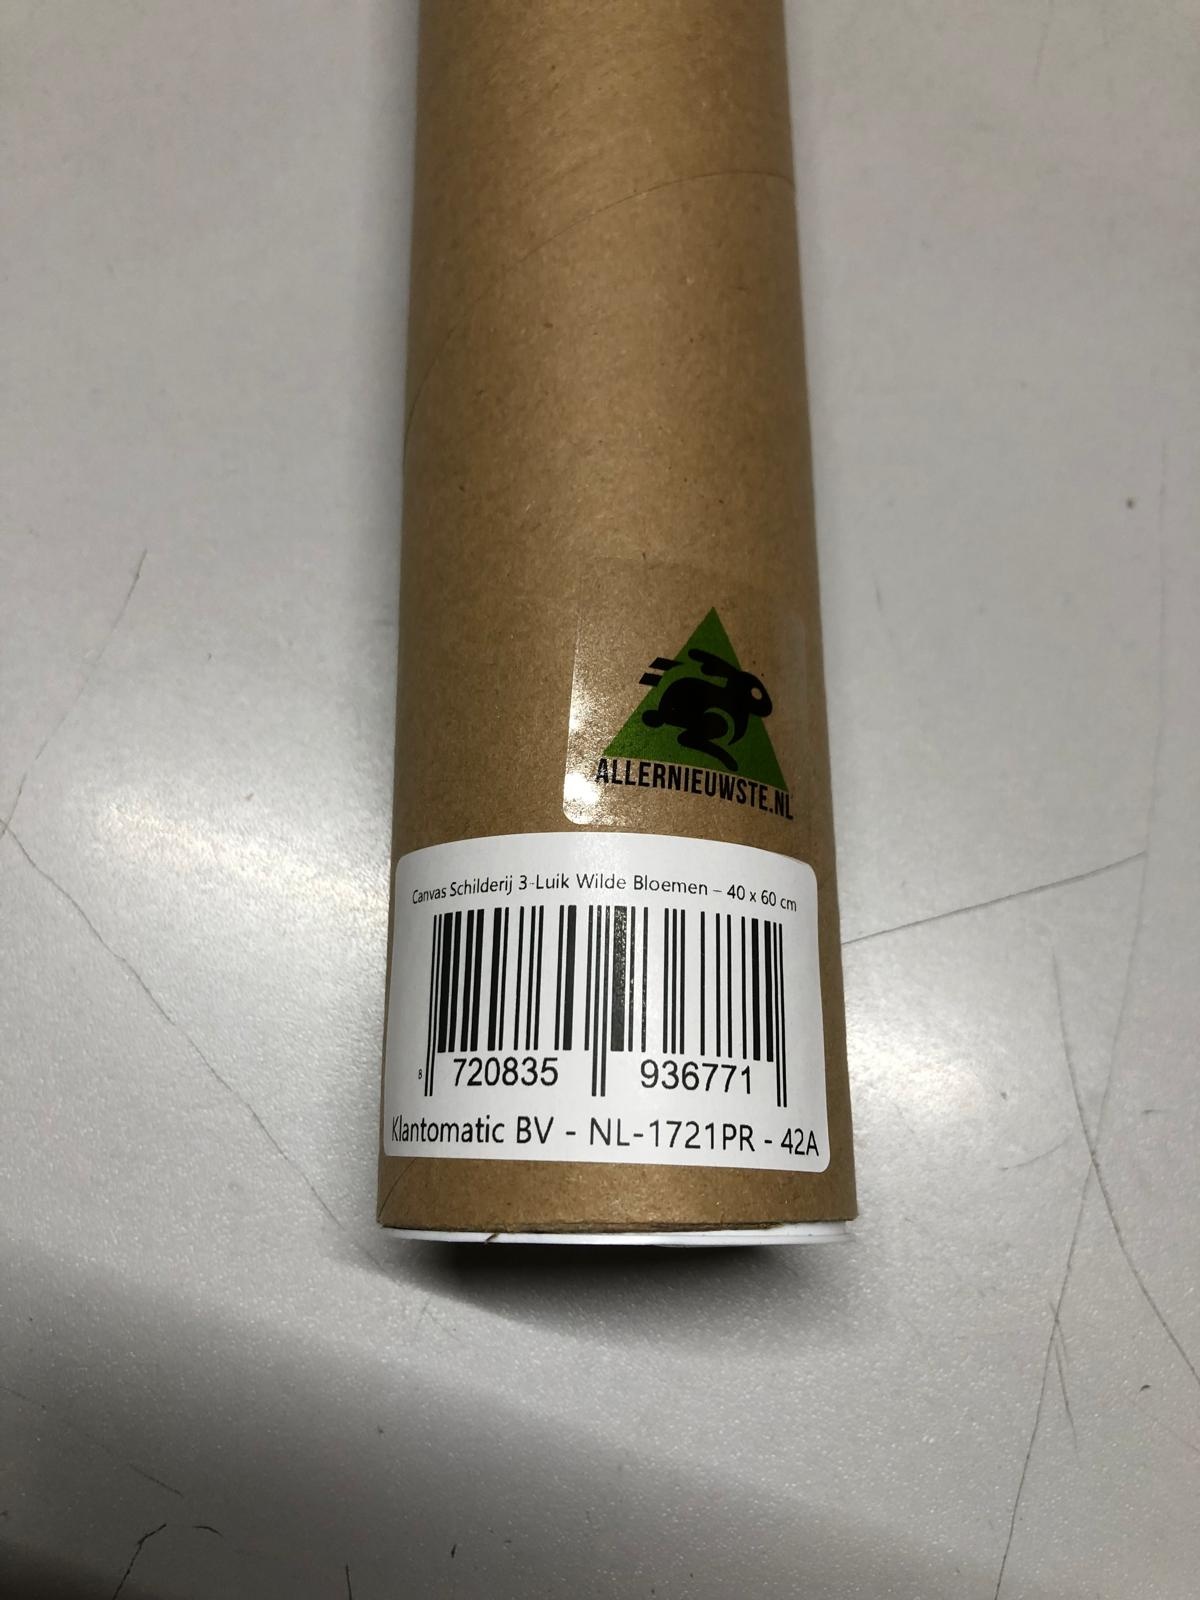 ALLERNIEUWSTE.NL
Canvas Schilderij 3-Luik Wilde Bloemen – 40 x 60 cm
8 720835 936771
Klantomatic BV - NL-1721PR - 42A